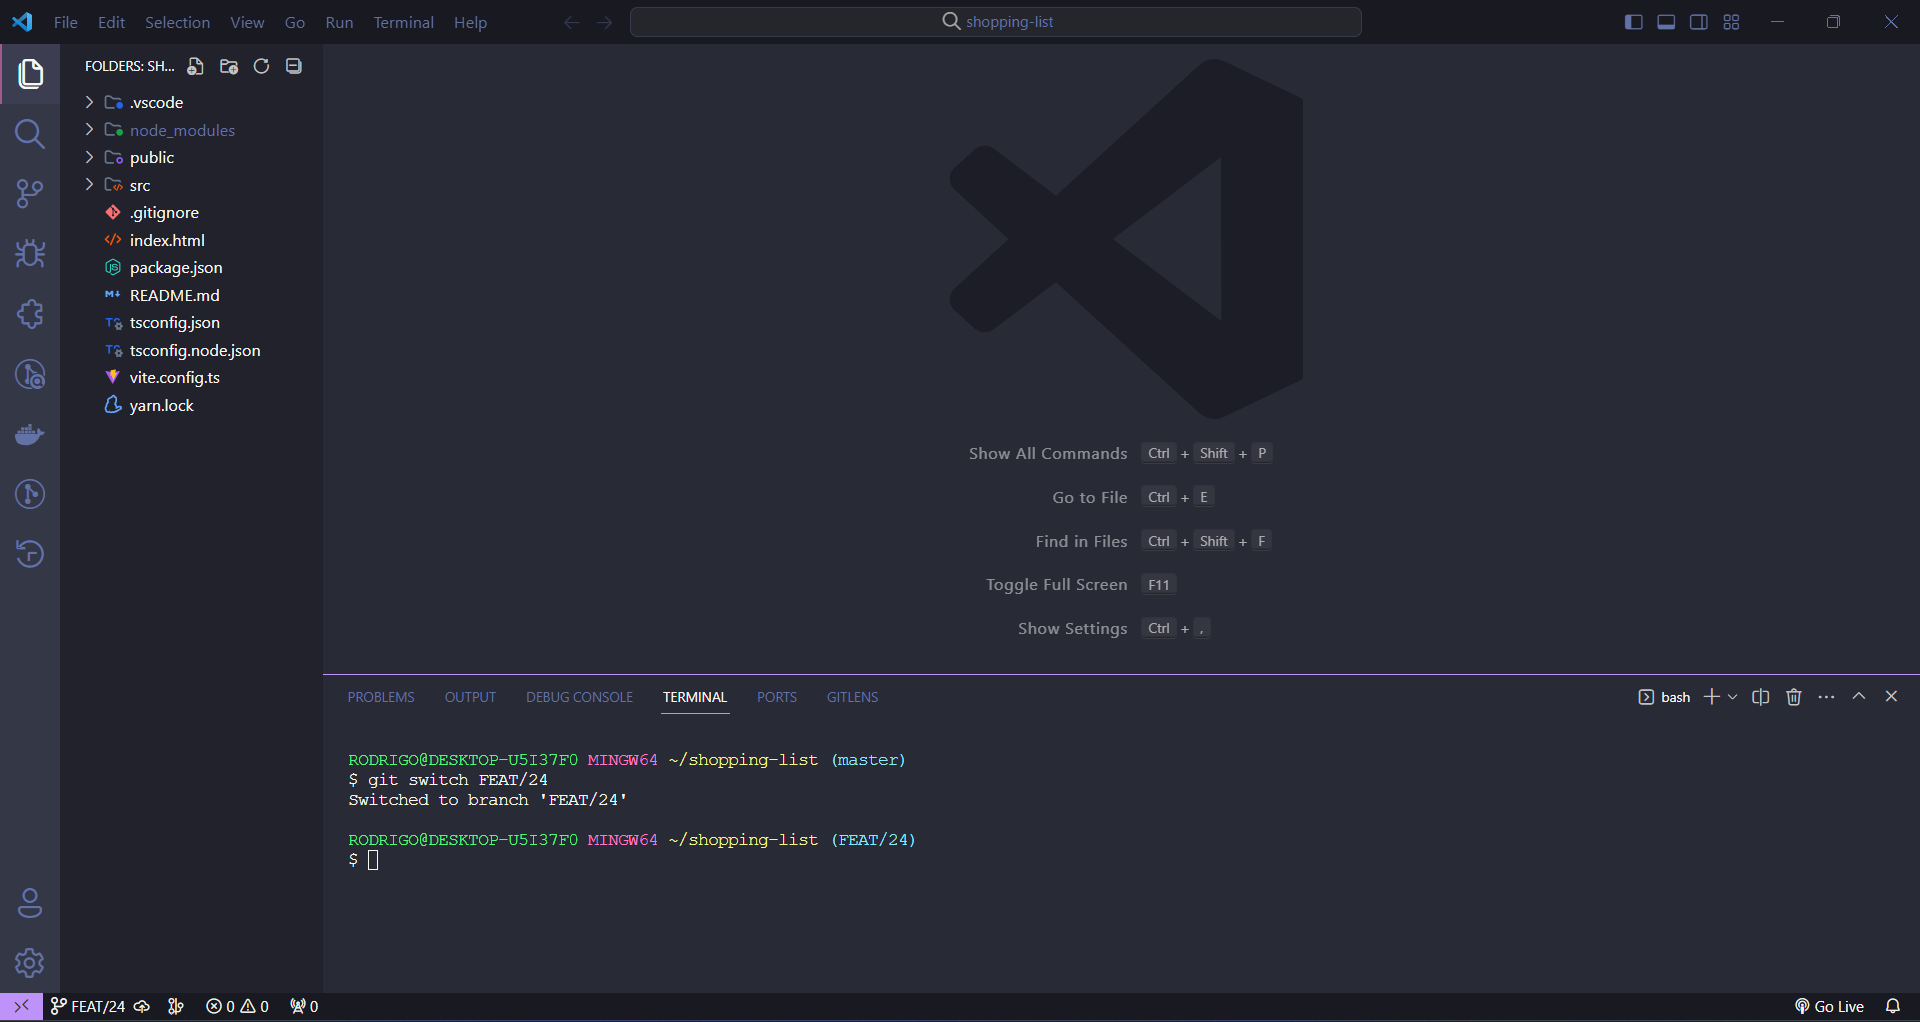 File Edit Selection View Go Run Terminal Help
shopping-list
FOLDERS: SH...
.vscode
node_modules
public
src
.gitignore
index.html
package.json
README.md
tsconfig.json
tsconfig.node.json
vite.config.ts
yarn.lock
Show All Commands Ctrl + Shift + P
Go to File Ctrl + E
Find in Files Ctrl + Shift + F
Toggle Full Screen F11
Show Settings Ctrl + ,
PROBLEMS OUTPUT DEBUG CONSOLE TERMINAL PORTS GITLENS
bash
RODRIGO@DESKTOP-U5I37F0 MINGW64 ~/shopping-list (master)
$ git switch FEAT/24
Switched to branch 'FEAT/24'
RODRIGO@DESKTOP-U5I37F0 MINGW64 ~/shopping-list (FEAT/24)
$
FEAT/24 0 0 0 Go Live